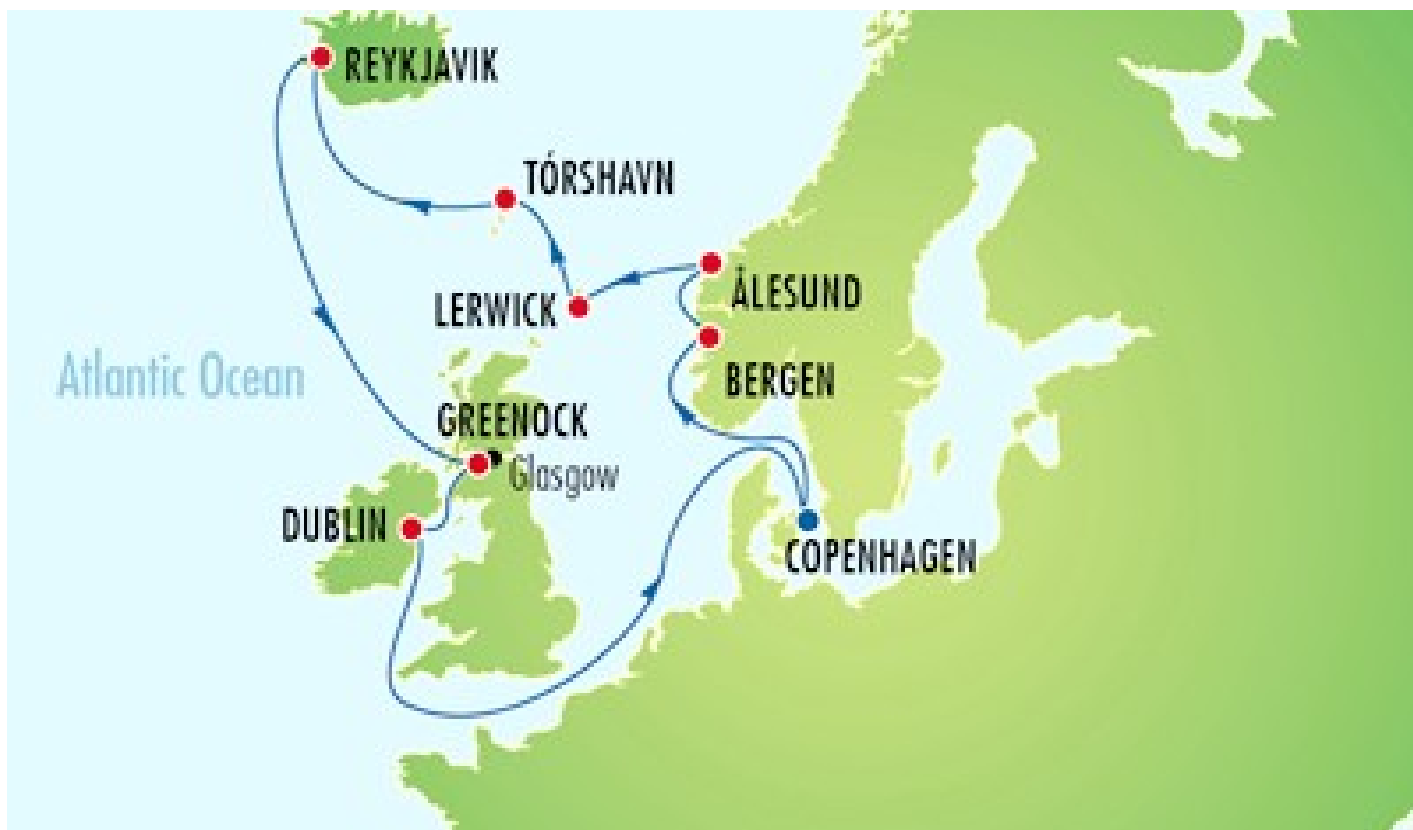 REYKJAVIK
TÓRSHAVN
ÅLESUND
LERWICK
Atlantic Ocean
BERGEN
GREENOCK
Glasgow
DUBLIN
COPENHAGEN